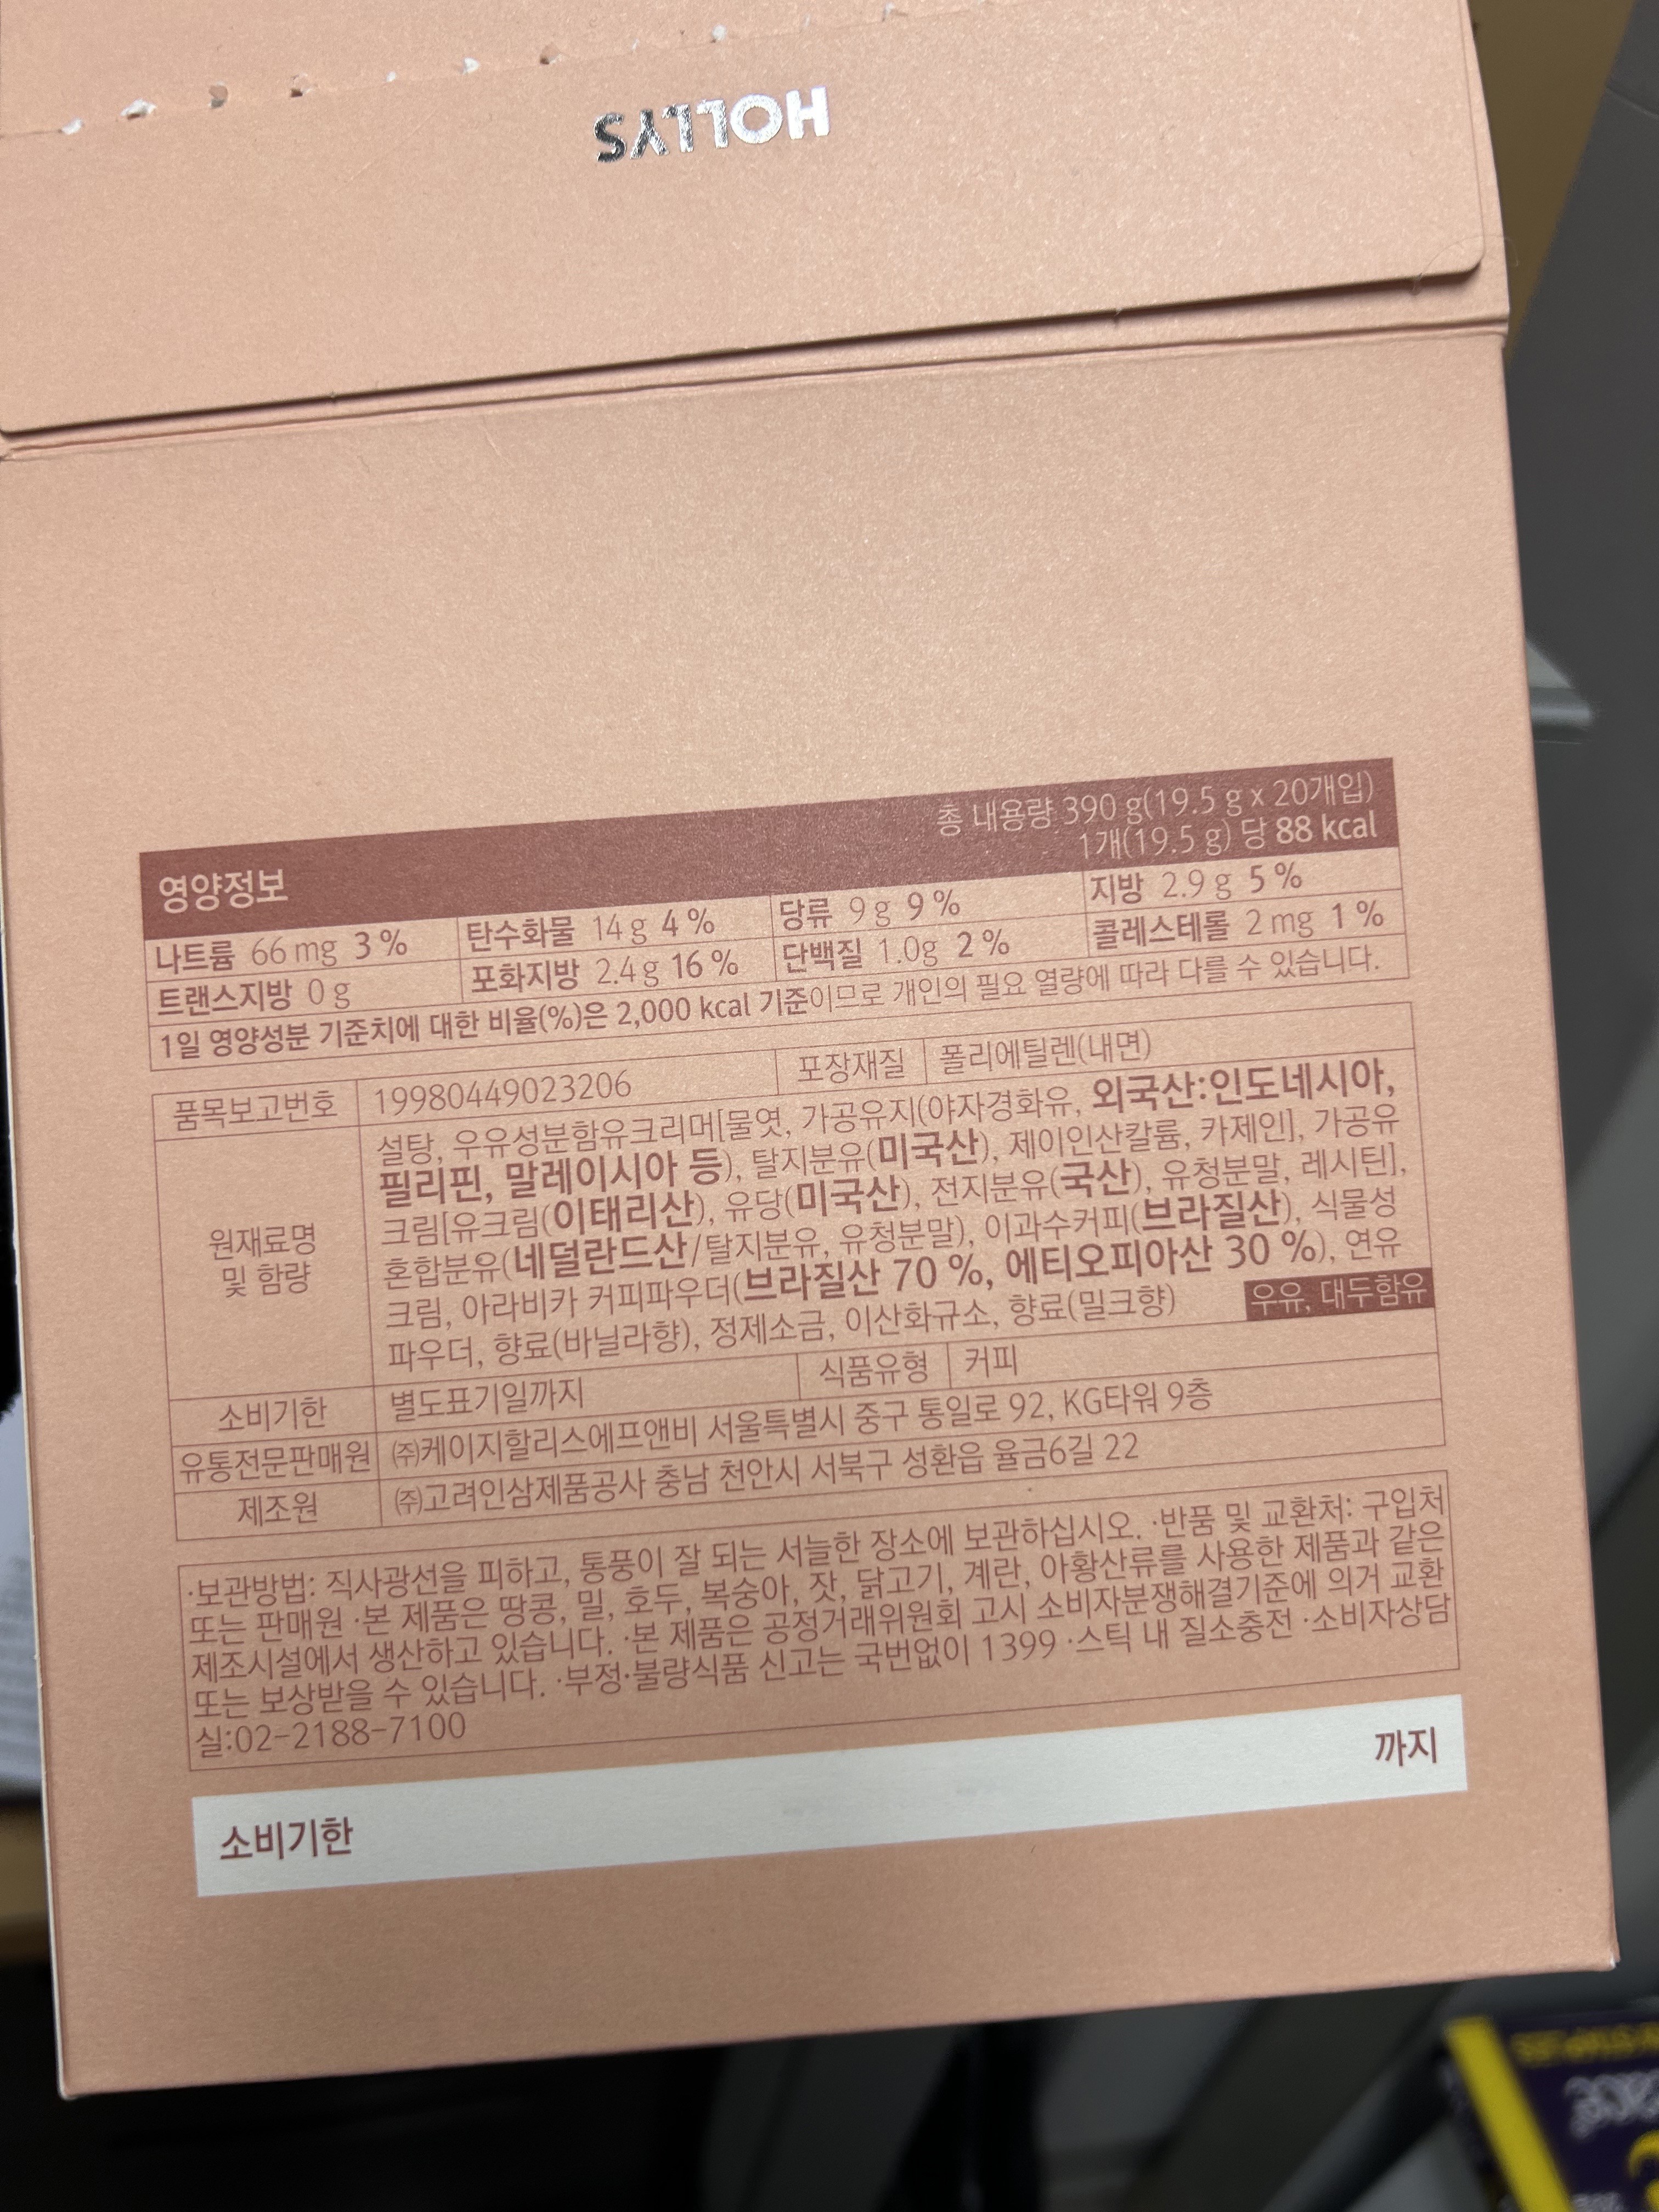 HOLLYS
영양정보
총 내용량 390 g(19.5 g x 20개입)
1개(19.5 g) 당 88 kcal
나트륨 66 mg 3 % 탄수화물 14 g 4 % 당류 9 g 9 % 지방 2.9 g 5 %
트랜스지방 0 g 포화지방 2.4 g 16 % 단백질 1.0g 2 % 콜레스테롤 2 mg 1 %
1일 영양성분 기준치에 대한 비율(%)은 2,000 kcal 기준이므로 개인의 필요 열량에 따라 다를 수 있습니다.
품목보고번호 19980449023206 포장재질 폴리에틸렌(내면)
원재료명
및 함량
설탕, 우유성분함유크리머[물엿, 가공유지(야자경화유, 외국산:인도네시아,
필리핀, 말레이시아 등), 탈지분유(미국산), 제이인산칼륨, 카제인], 가공유
크림[유크림(이태리산), 유당(미국산), 전지분유(국산), 유청분말, 레시틴],
혼합분유(네덜란드산/탈지분유, 유청분말), 이과수커피(브라질산), 식물성
크림, 아라비카 커피파우더(브라질산 70 %, 에티오피아산 30 %), 연유
파우더, 향료(바닐라향), 정제소금, 이산화규소, 향료(밀크향) 우유, 대두함유
소비기한 별도표기일까지 식품유형 커피
유통전문판매원 ㈜케이지할리스에프앤비 서울특별시 중구 통일로 92, KG타워 9층
제조원 ㈜고려인삼제품공사 충남 천안시 서북구 성환읍 율금6길 22
·보관방법: 직사광선을 피하고, 통풍이 잘 되는 서늘한 장소에 보관하십시오. ·반품 및 교환처: 구입처
또는 판매원 ·본 제품은 땅콩, 밀, 호두, 복숭아, 잣, 닭고기, 계란, 아황산류를 사용한 제품과 같은
제조시설에서 생산하고 있습니다. ·본 제품은 공정거래위원회 고시 소비자분쟁해결기준에 의거 교환
또는 보상받을 수 있습니다. ·부정·불량식품 신고는 국번없이 1399 ·스틱 내 질소충전 ·소비자상담
실:02-2188-7100
소비기한 까지